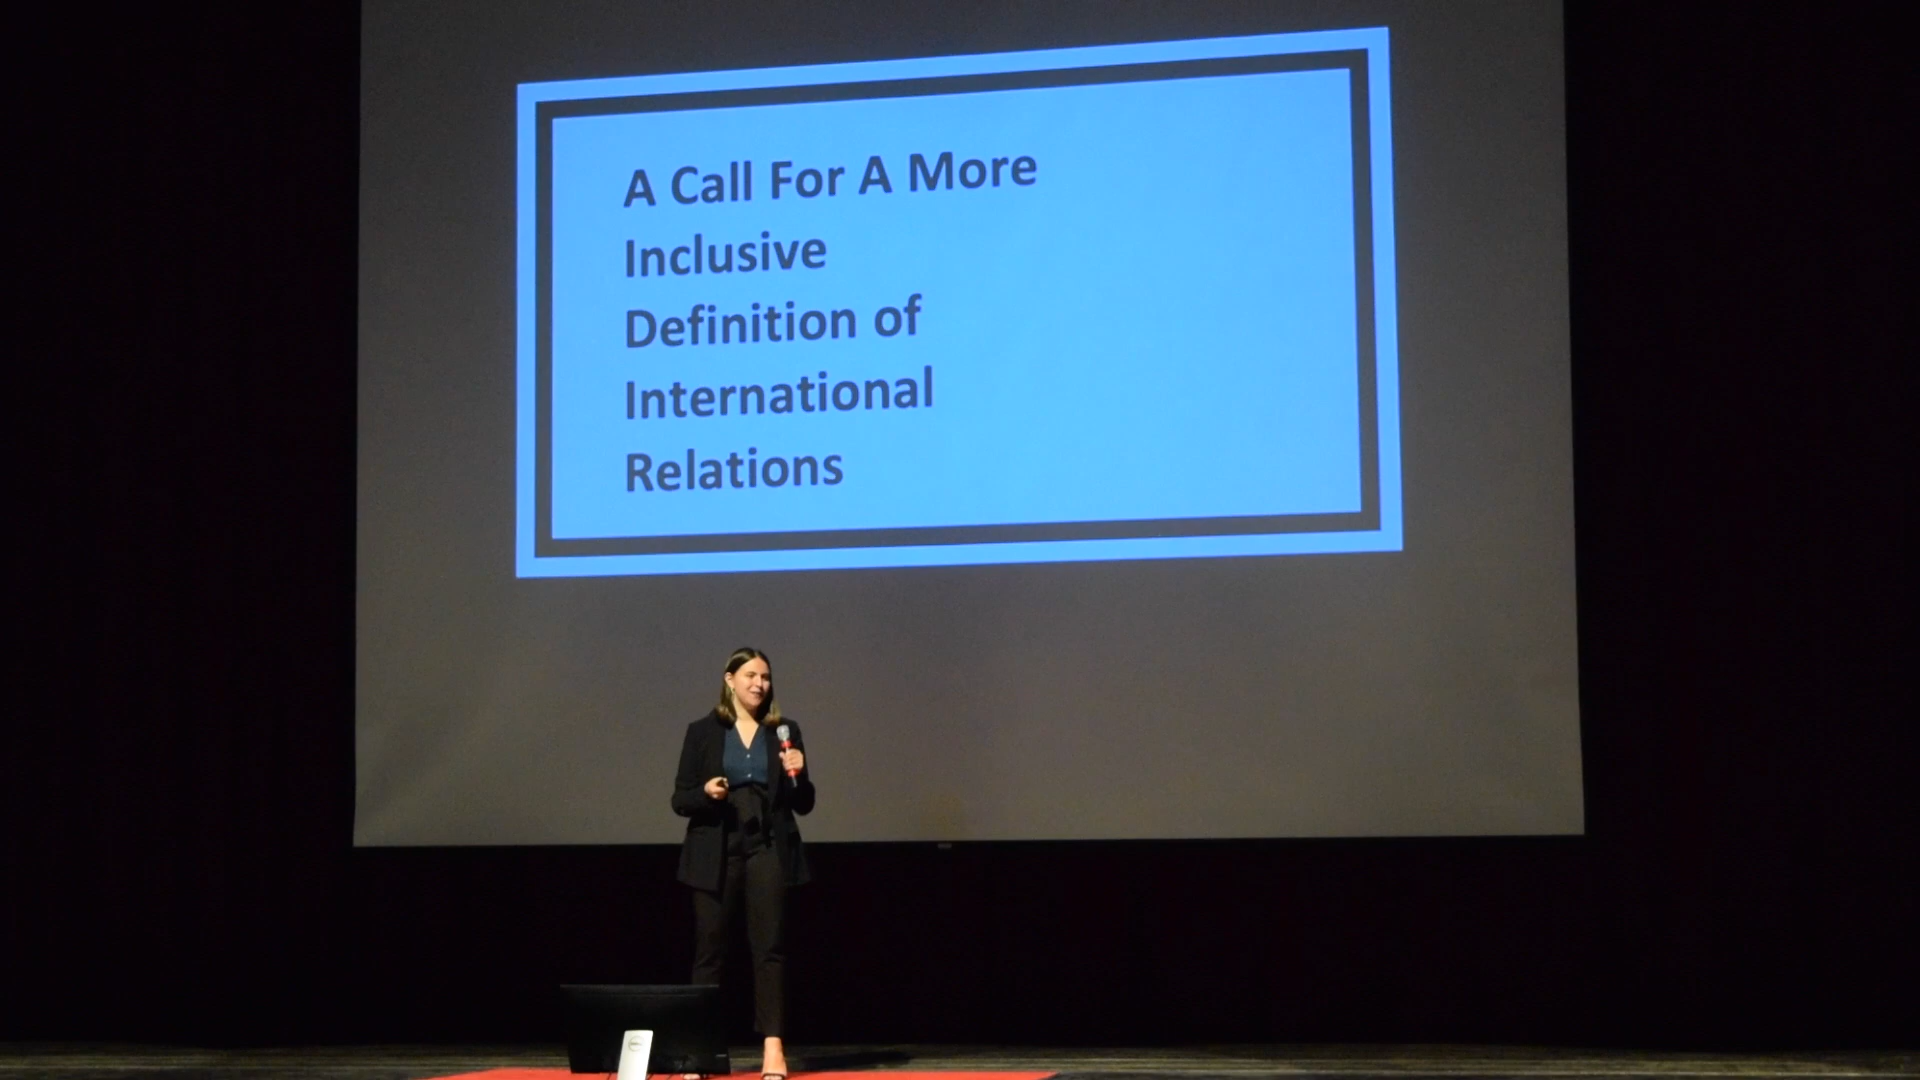 A Call For A More
Inclusive
Definition of
International
Relations